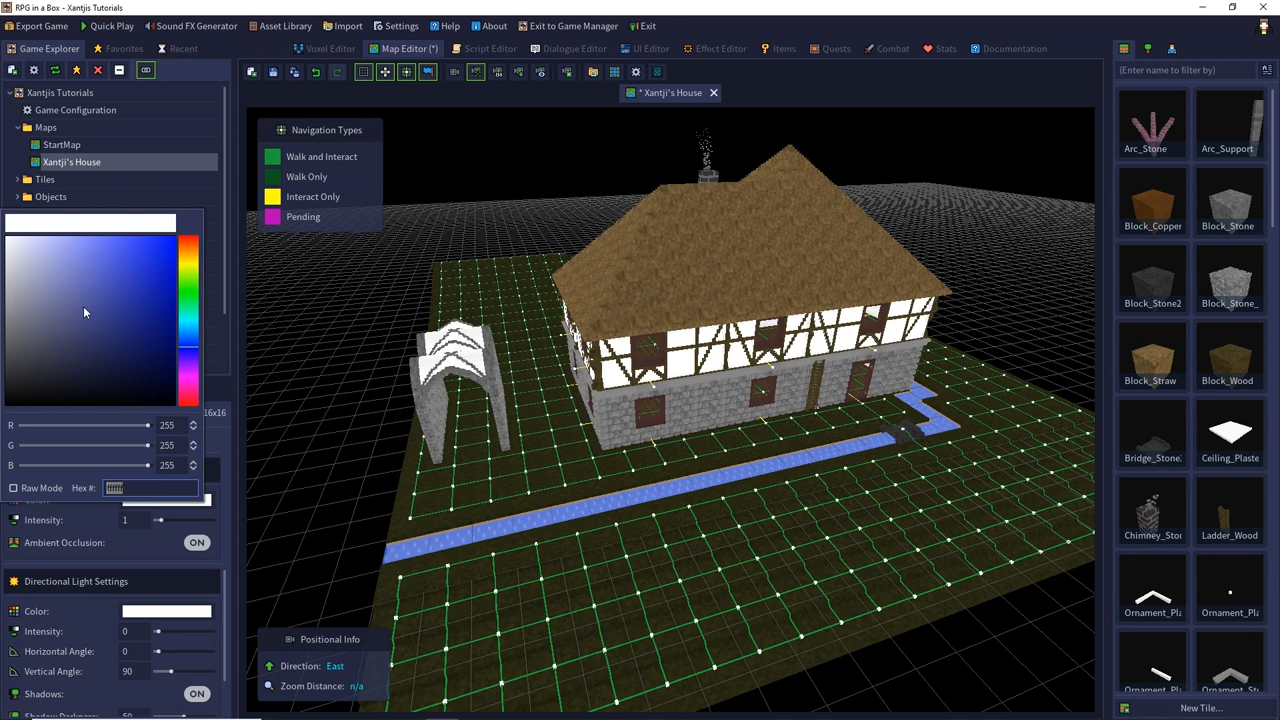 RPG in a Box - Xantjis Tutorials
Export Game Quick Play Sound FX Generator Asset Library Import Settings Help About Exit to Game Manager Exit
Game Explorer Favorites Recent Voxel Editor Map Editor (*) Script Editor Dialogue Editor UI Editor Effect Editor Items Quests Combat Stats Documentation
(Enter name to filter by)
* Xantji's House
Xantjis Tutorials
Game Configuration
Maps
StartMap
Xantji's House
Tiles
Objects
Navigation Types
Walk and Interact
Walk Only
Interact Only
Pending
16x16
R 255
G 255
B 255
Raw Mode Hex #:
Intensity: 1
Ambient Occlusion: ON
Directional Light Settings
Color:
Intensity: 0
Horizontal Angle: 0
Vertical Angle: 90
Shadows: ON
Positional Info
Direction: East
Zoom Distance: n/a
Arc_Stone Arc_Support
Block_Copper Block_Stone
Block_Stone2 Block_Stone_
Block_Straw Block_Wood
Bridge_Stone Ceiling_Plaste
Chimney_Stor Ladder_Wood
Ornament_Pla Ornament_Pla
Ornament_Pla Ornament_Sto
New Tile...